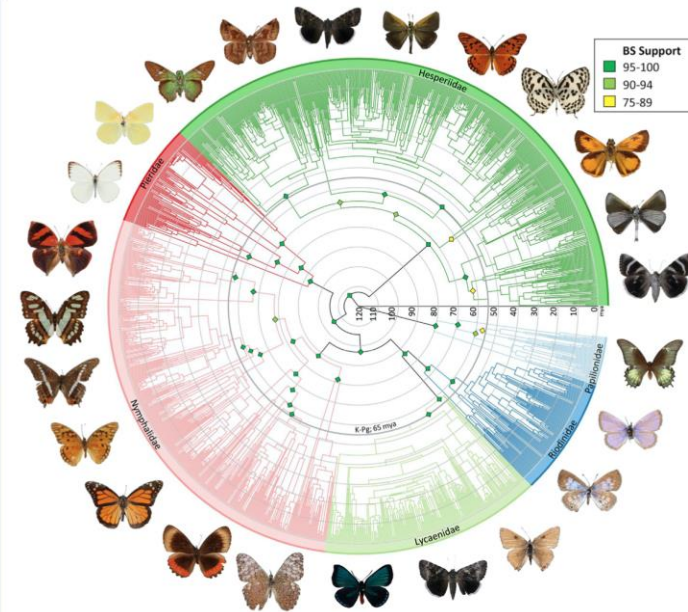 BS Support
95-100
90-94
75-89
Hesperiidae
Pieridae
120 110 100 90 80 70 60 50 40 30 20 10 0
mya
Papilionidae
Riodinidae
K-Pg; 65 mya
Nymphalidae
Lycaenidae